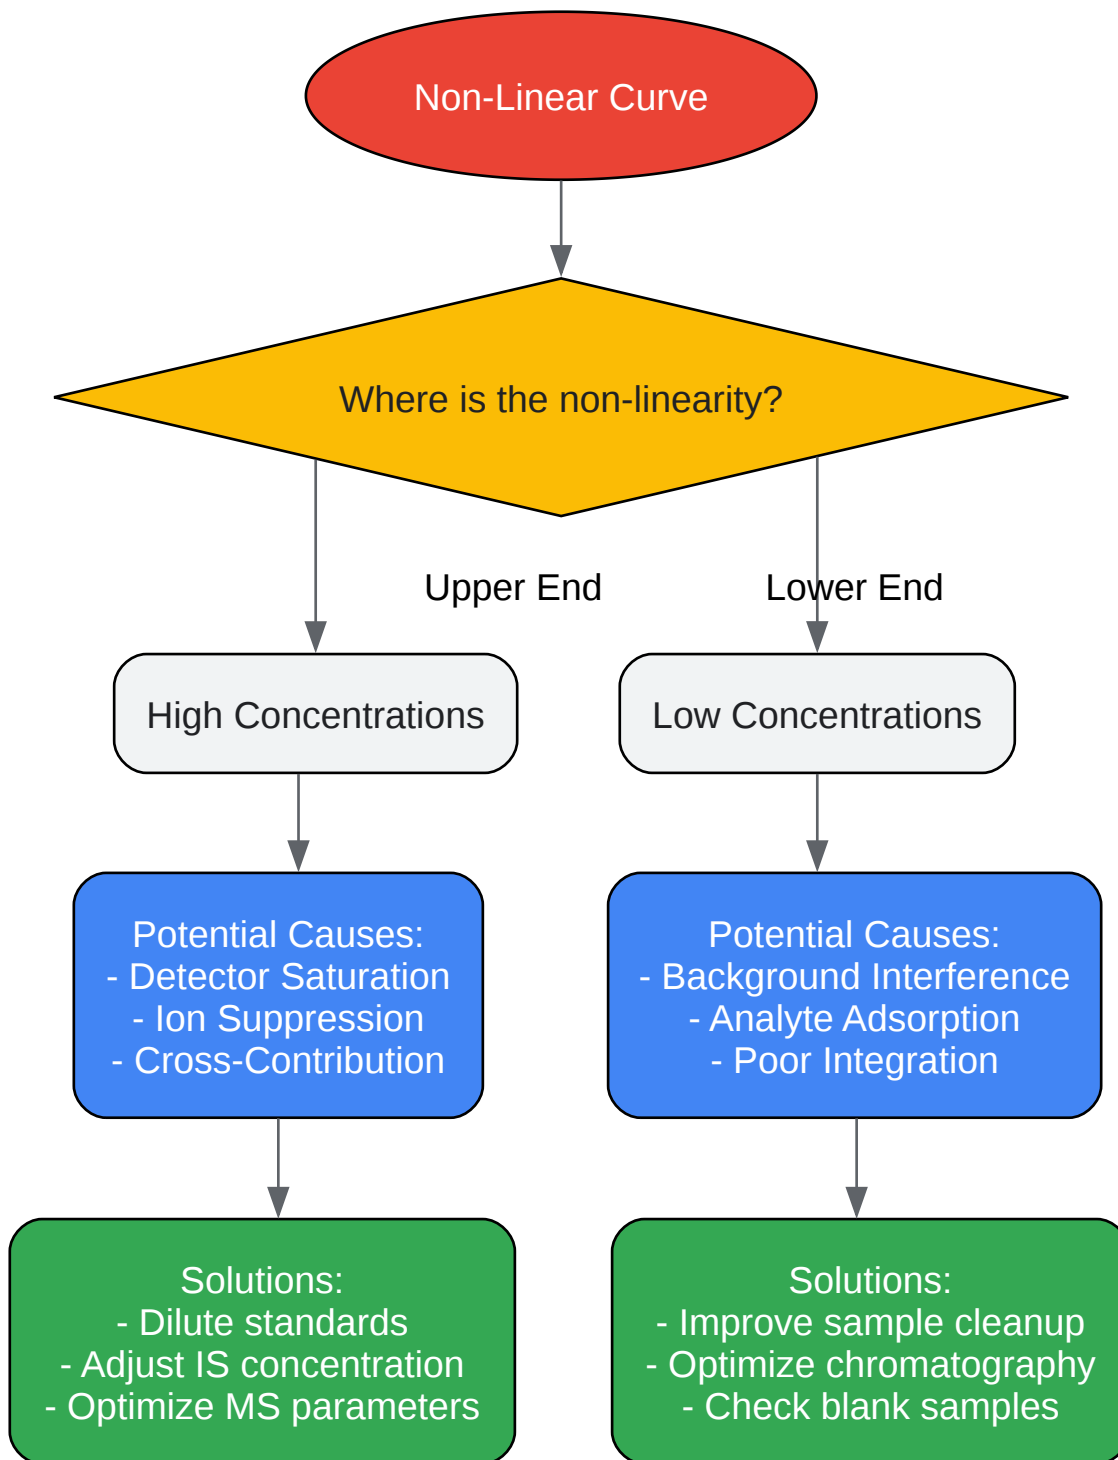 Non-Linear Curve
Where is the non-linearity?
Upper End
Lower End
High Concentrations
Low Concentrations
Potential Causes:
- Detector Saturation
- Ion Suppression
- Cross-Contribution
Potential Causes:
- Background Interference
- Analyte Adsorption
- Poor Integration
Solutions:
- Dilute standards
- Adjust IS concentration
- Optimize MS parameters
Solutions:
- Improve sample cleanup
- Optimize chromatography
- Check blank samples